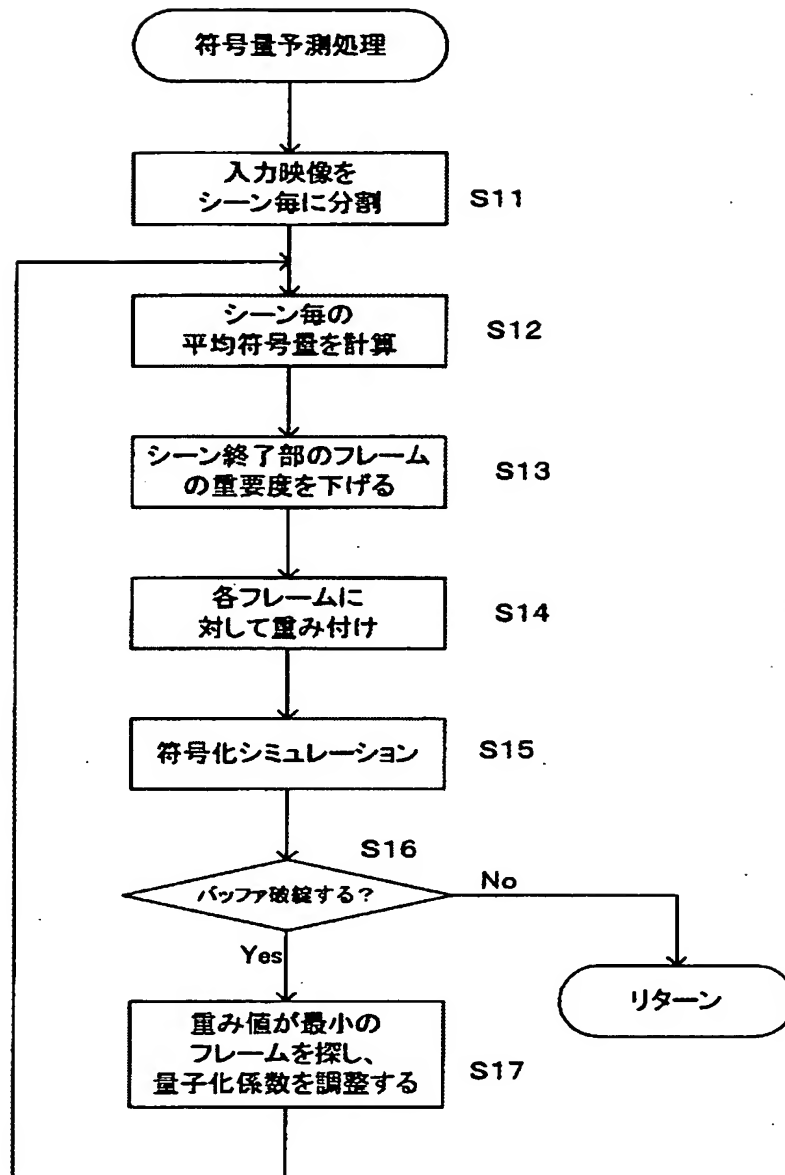 符号量予測処理
入力映像を
シーン毎に分割
S11
シーン毎の
平均符号量を計算
S12
シーン終了部のフレーム
の重要度を下げる
S13
各フレームに
対して重み付け
S14
符号化シミュレーション
S15
S16
バッファ破綻する?
No
Yes
リターン
重み値が最小の
フレームを探し、
量子化係数を調整する
S17